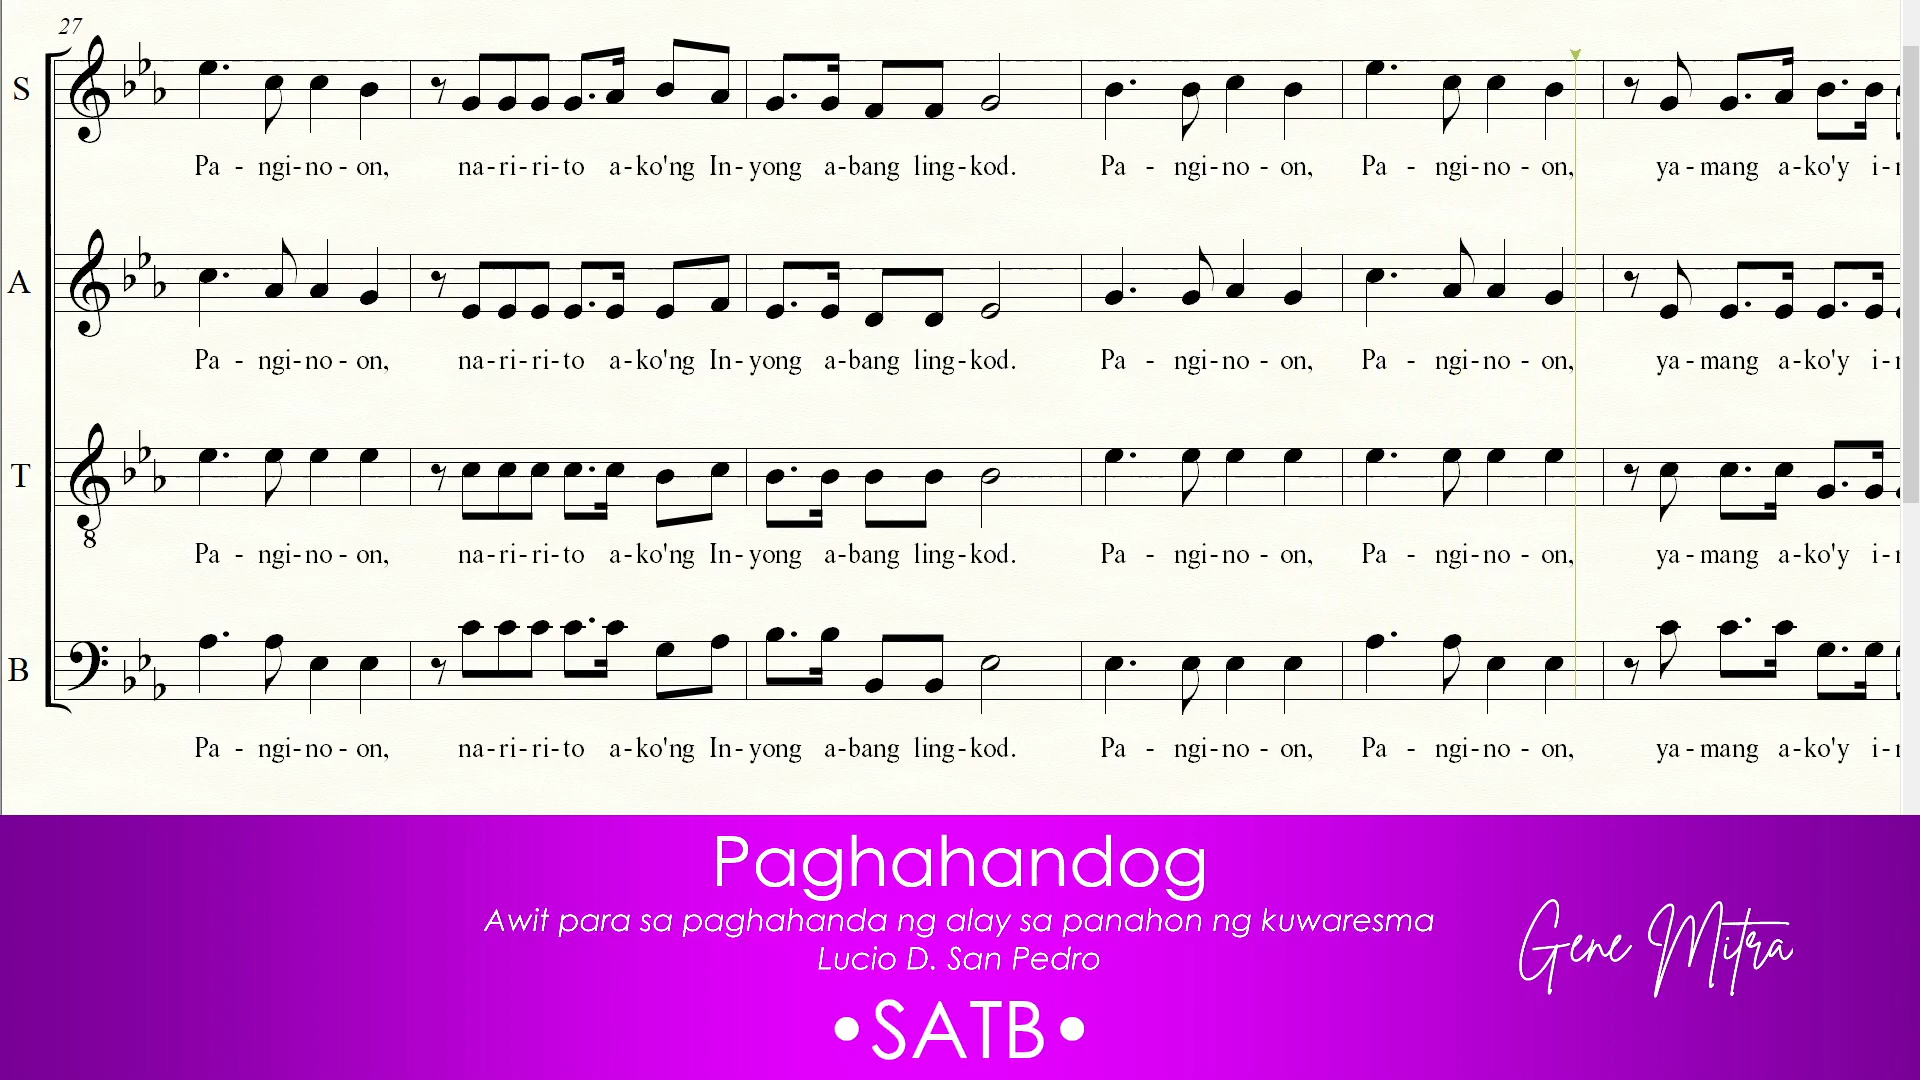 27
S
Pa - ngi - no - on, na - ri - ri - to a - ko'ng In - yong a - bang ling - kod. Pa - ngi - no - on, Pa - ngi - no - on, ya - mang a - ko'y i -
A
Pa - ngi - no - on, na - ri - ri - to a - ko'ng In - yong a - bang ling - kod. Pa - ngi - no - on, Pa - ngi - no - on, ya - mang a - ko'y i -
T
8
Pa - ngi - no - on, na - ri - ri - to a - ko'ng In - yong a - bang ling - kod. Pa - ngi - no - on, Pa - ngi - no - on, ya - mang a - ko'y i -
B
Pa - ngi - no - on, na - ri - ri - to a - ko'ng In - yong a - bang ling - kod. Pa - ngi - no - on, Pa - ngi - no - on, ya - mang a - ko'y i -
Paghahandog
Awit para sa paghahanda ng alay sa panahon ng kuwaresma
Lucio D. San Pedro
Gene Mitra
•SATB•